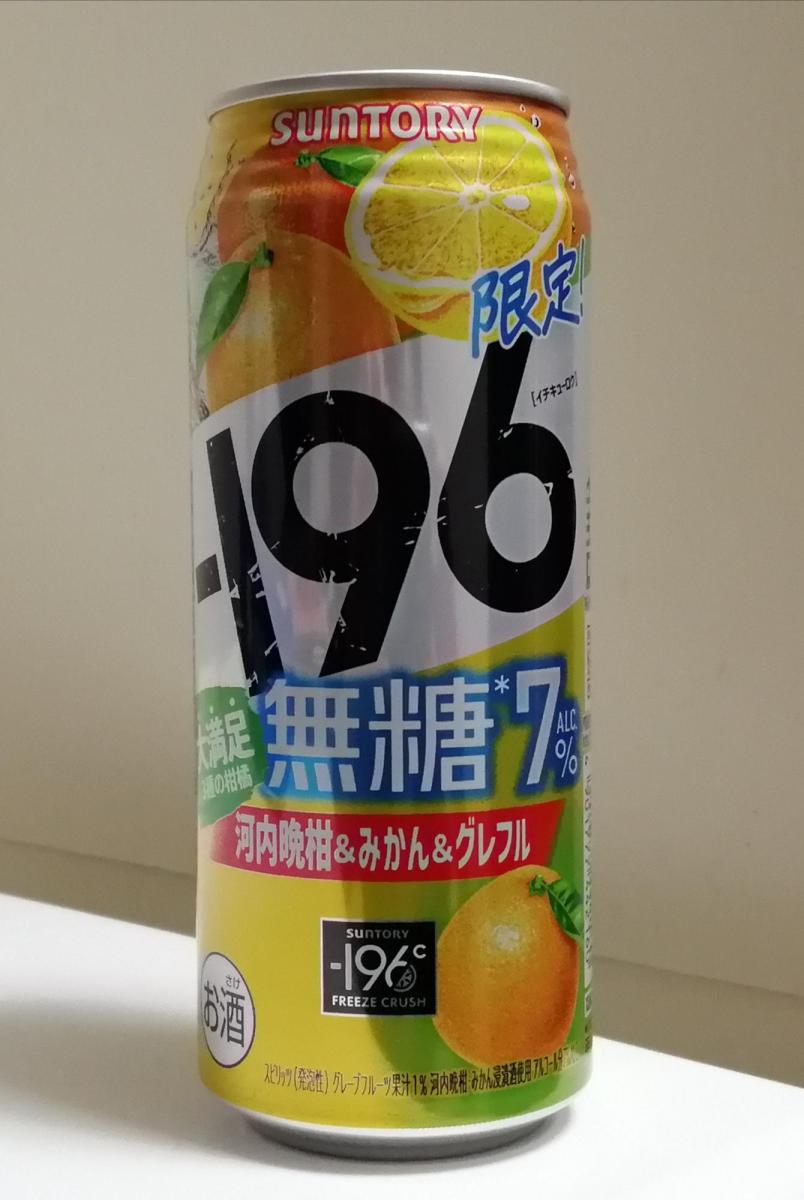 SUNTORY
限定!
[イチキューロク]
-196
無糖*7
ALC.
%
大満足
3種の柑橘
河内晩柑&みかん&グレフル
SUNTORY
-196℃
FREEZE CRUSH
さけ
お酒
スピリッツ(発泡性) グレープフルーツ果汁1% 河内晩柑・みかん浸漬酒使用 アルコール分